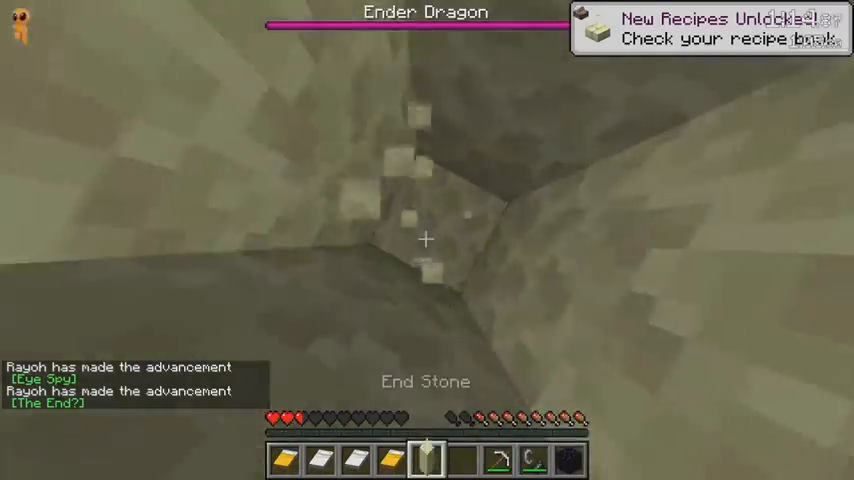 Ender Dragon
New Recipes Unlocked!
Check your recipe book
Rayoh has made the advancement
[Eye Spy]
Rayoh has made the advancement
[The End?]
End Stone